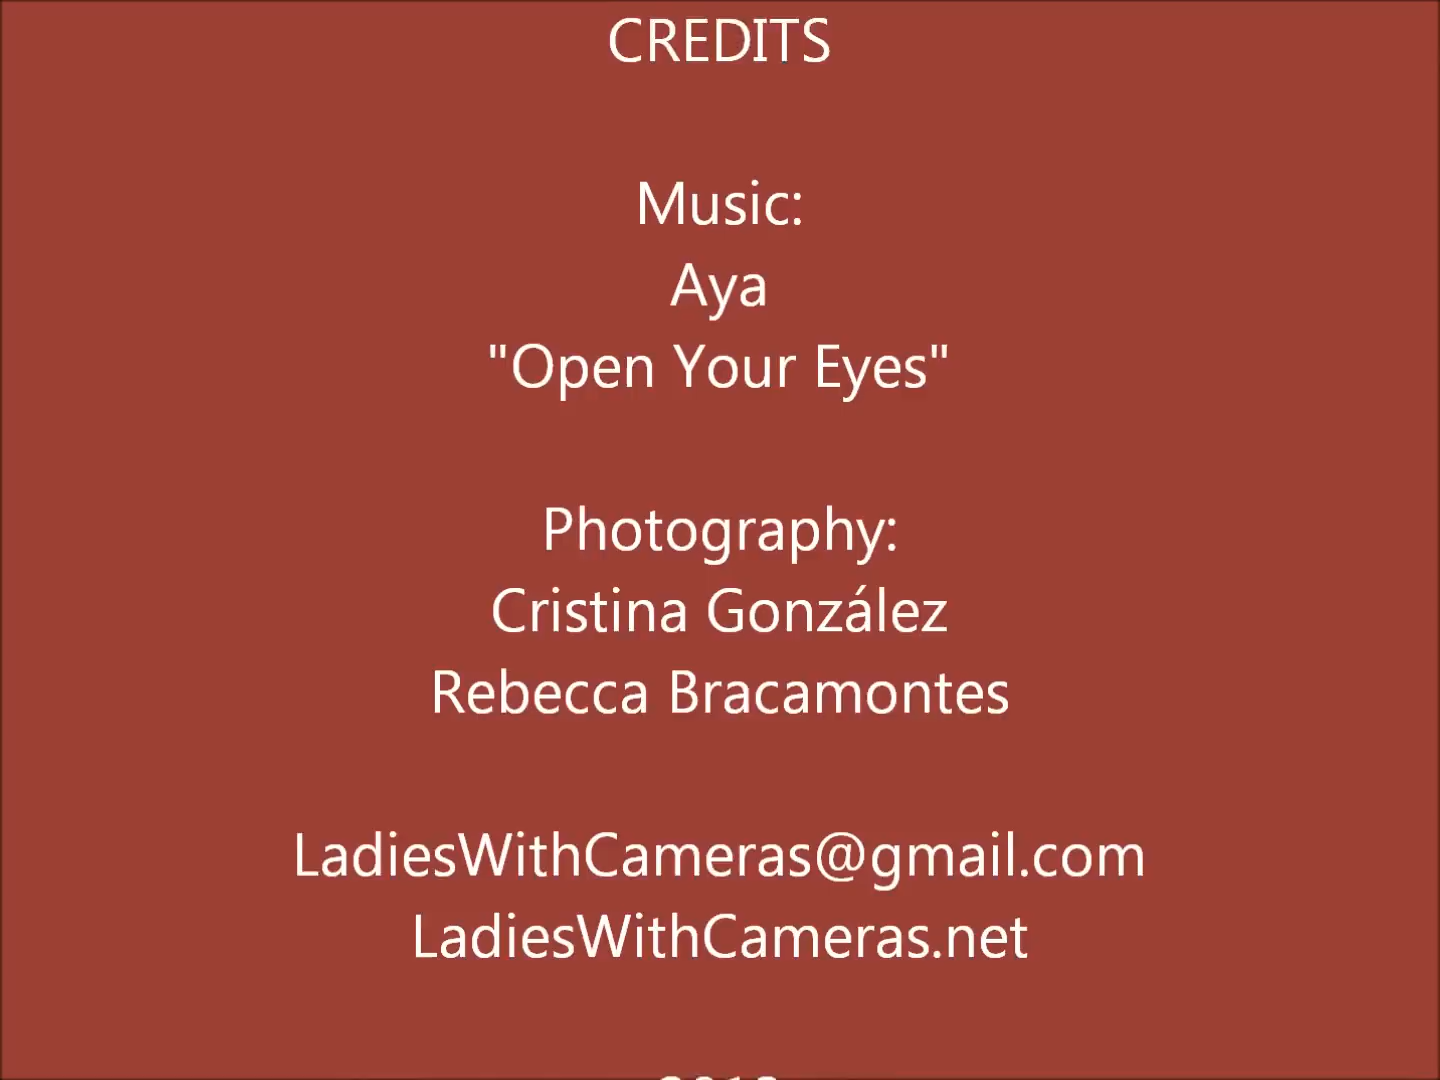 CREDITS
Music:
Aya
"Open Your Eyes"
Photography:
Cristina González
Rebecca Bracamontes
LadiesWithCameras@gmail.com
LadiesWithCameras.net